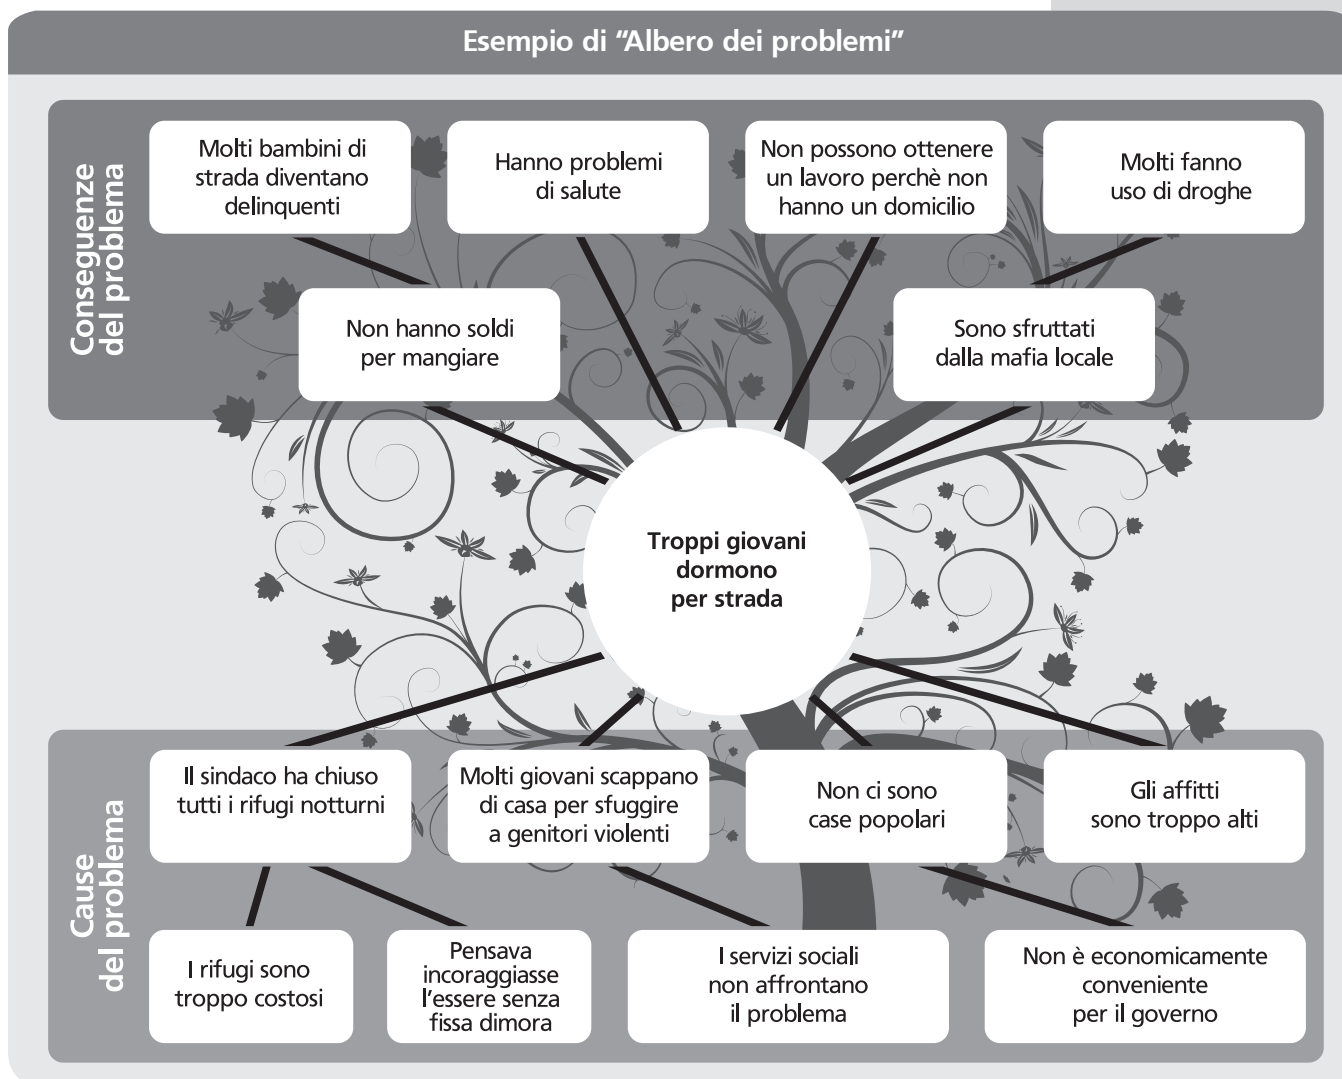 Esempio di “Albero dei problemi”
Conseguenze
del problema
Molti bambini di
strada diventano
delinquenti
Hanno problemi
di salute
Non possono ottenere
un lavoro perchè non
hanno un domicilio
Molti fanno
uso di droghe
Non hanno soldi
per mangiare
Sono sfruttati
dalla mafia locale
Troppi giovani
dormono
per strada
Cause
del problema
Il sindaco ha chiuso
tutti i rifugi notturni
Molti giovani scappano
di casa per sfuggire
a genitori violenti
Non ci sono
case popolari
Gli affitti
sono troppo alti
I rifugi sono
troppo costosi
Pensava
incoraggiasse
l’essere senza
fissa dimora
I servizi sociali
non affrontano
il problema
Non è economicamente
conveniente
per il governo